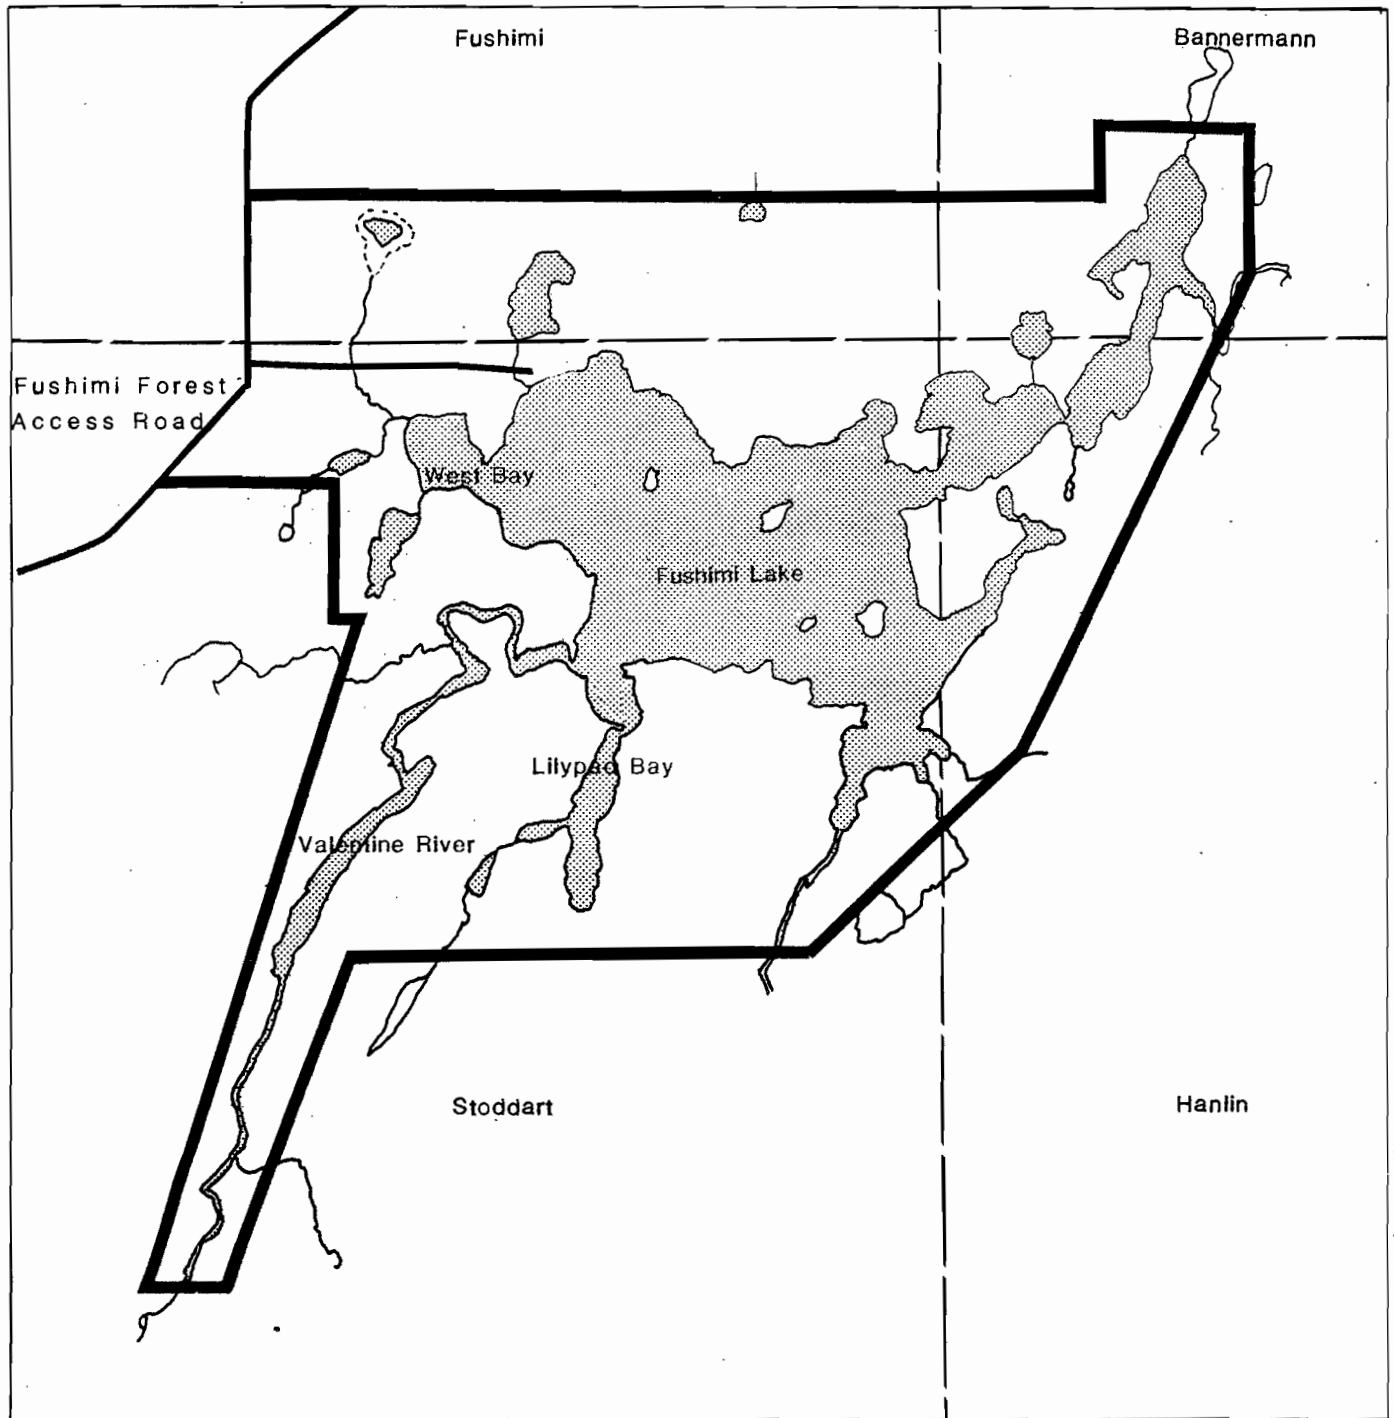 Fushimi
Bannermann
Fushimi Forest
Access Road
West Bay
Fushimi Lake
Lilypad Bay
Valentine River
Stoddart
Hanlin